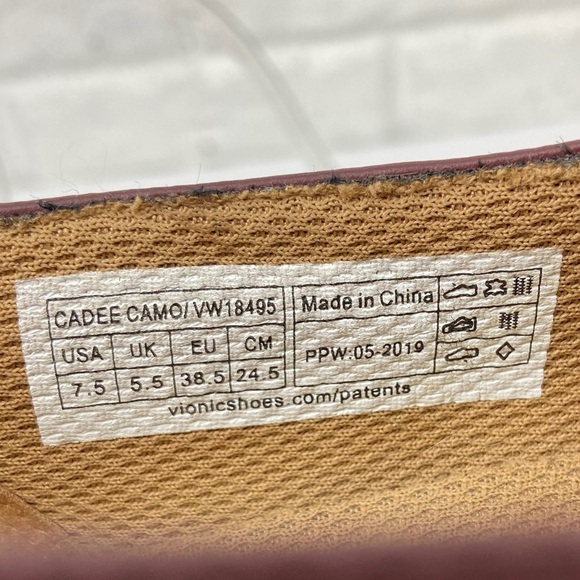 CADEE CAMO/ VW18495
USA UK EU CM
7.5 5.5 38.5 24.5
Made in China
PPW:05-2019
vionicshoes.com/patents